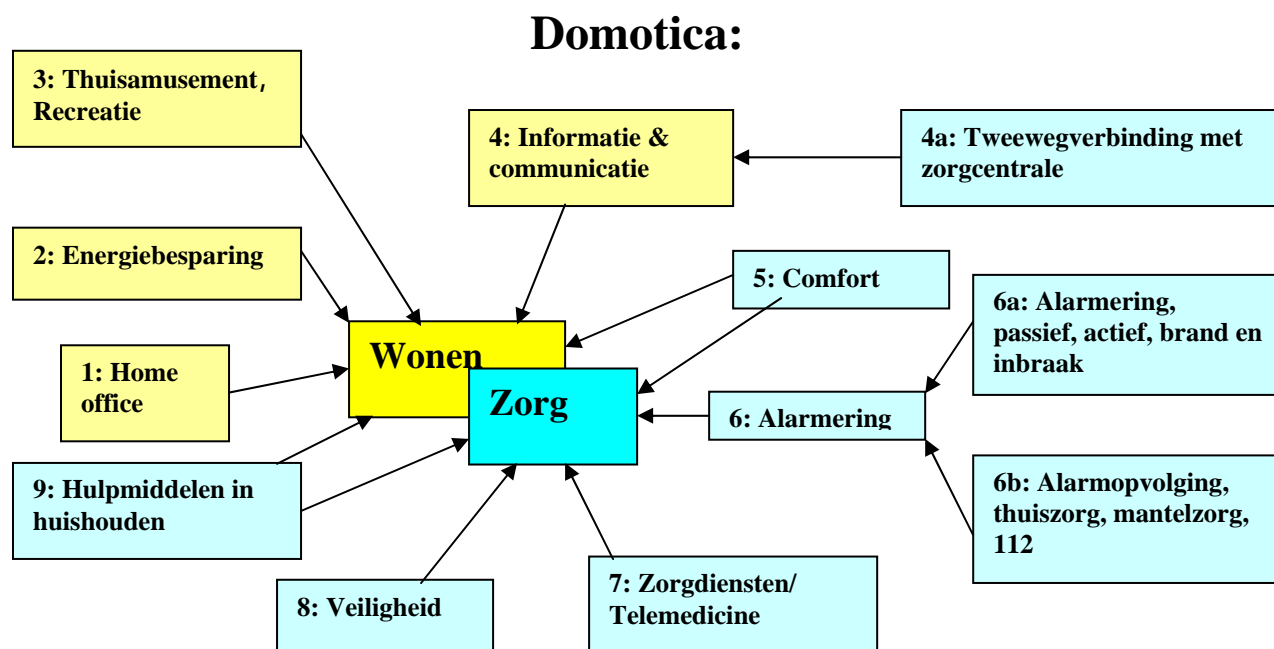 Domotica:
3: Thuisamusement,
Recreatie
4: Informatie &
communicatie
4a: Tweewegverbinding met
zorgcentrale
2: Energiebesparing
5: Comfort
6a: Alarmering,
passief, actief, brand en
inbraak
Wonen
1: Home
office
Zorg
6: Alarmering
9: Hulpmiddelen in
huishouden
6b: Alarmopvolging,
thuiszorg, mantelzorg,
112
8: Veiligheid
7: Zorgdiensten/
Telemedicine